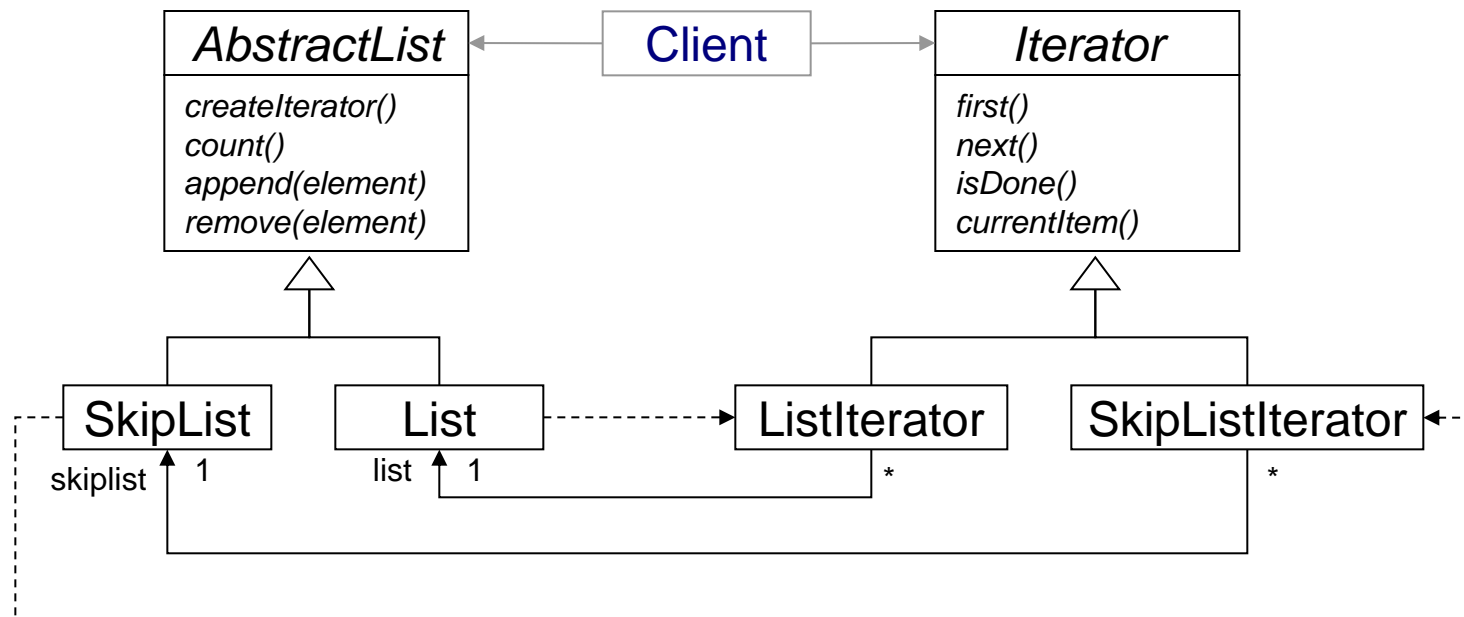 AbstractList
createIterator()
count()
append(element)
remove(element)
Client
Iterator
first()
next()
isDone()
currentItem()
SkipList
List
ListIterator
SkipListIterator
skiplist
1
list
1
*
*